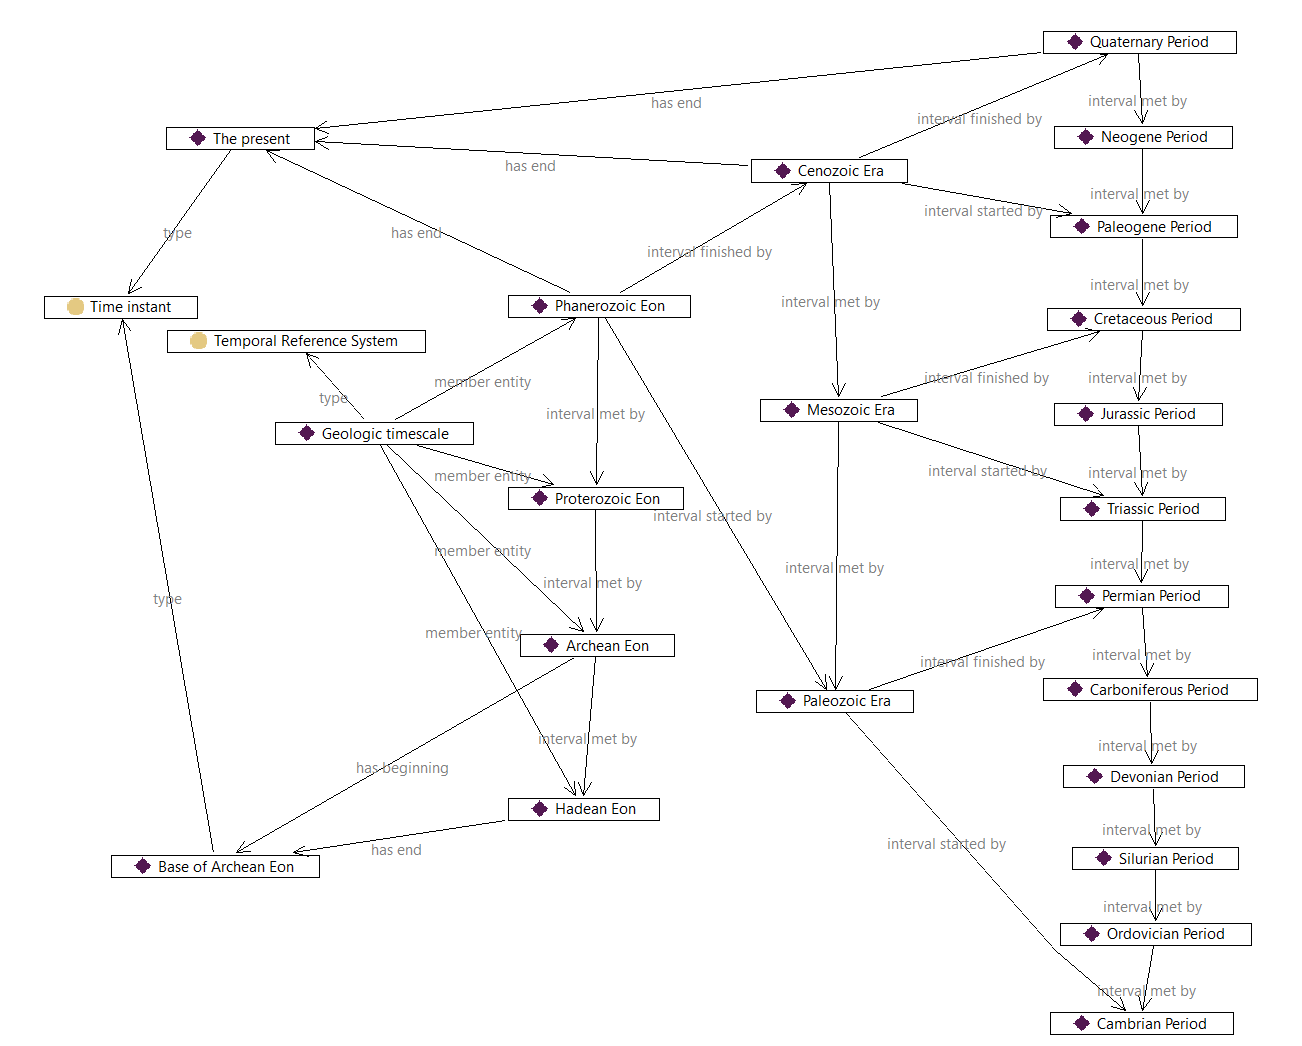 Quaternary Period
has end
interval met by
interval finished by
The present
Neogene Period
has end
Cenozoic Era
interval met by
interval started by
type
has end
Paleogene Period
interval finished by
interval met by
Time instant
Phanerozoic Eon
interval met by
Cretaceous Period
Temporal Reference System
member entity
interval finished by
interval met by
type
interval met by
Mesozoic Era
Jurassic Period
Geologic timescale
member entity
interval started by
interval met by
Proterozoic Eon
interval started by
Triassic Period
member entity
interval met by
interval met by
interval met by
type
Permian Period
member entity
Archean Eon
interval finished by
interval met by
Paleozoic Era
Carboniferous Period
interval met by
interval met by
has beginning
Devonian Period
Hadean Eon
interval met by
has end
interval started by
Base of Archean Eon
Silurian Period
interval met by
Ordovician Period
interval met by
Cambrian Period